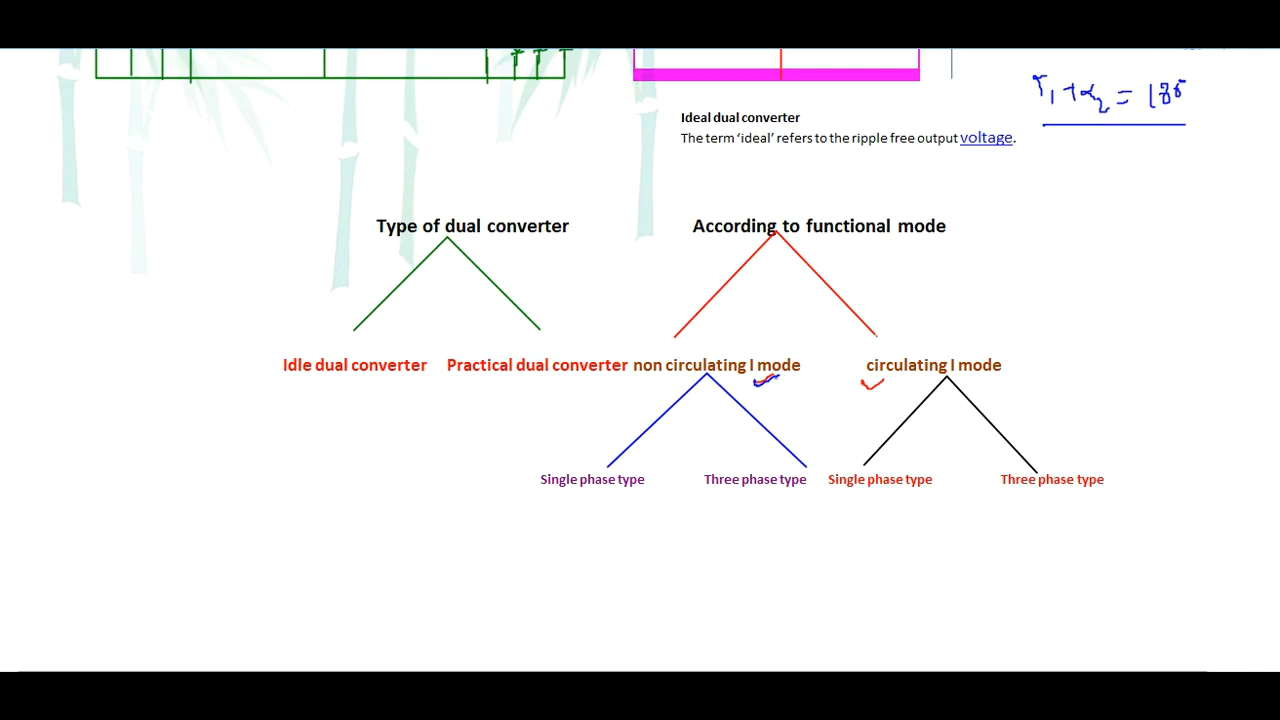 γ₁+α₂ = 180°
Ideal dual converter
The term ‘ideal’ refers to the ripple free output voltage.
Type of dual converter According to functional mode
Idle dual converter Practical dual converter non circulating I mode circulating I mode
Single phase type Three phase type Single phase type Three phase type